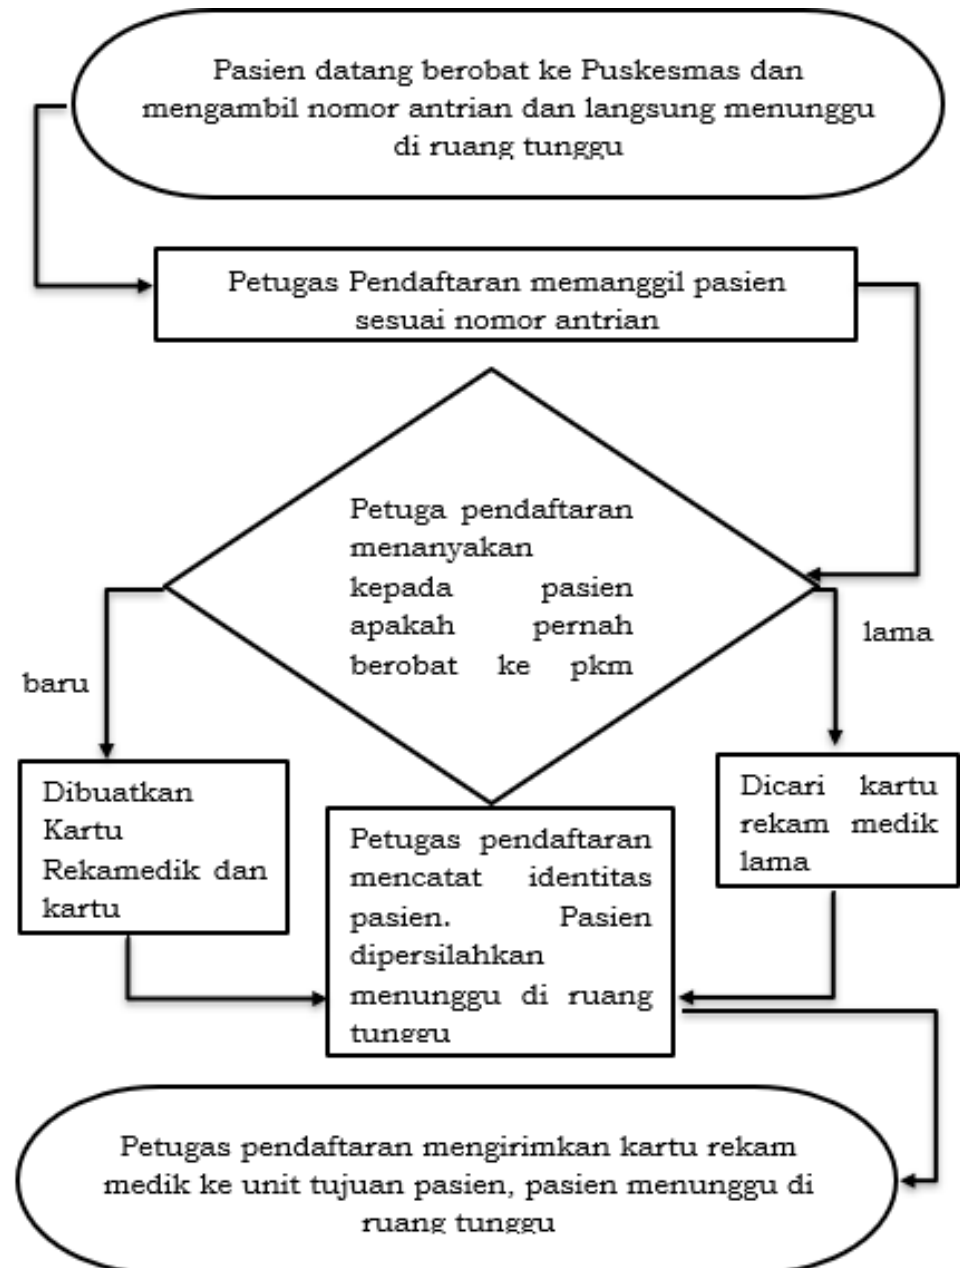 Pasien datang berobat ke Puskesmas dan
mengambil nomor antrian dan langsung menunggu
di ruang tunggu
Petugas Pendaftaran memanggil pasien
sesuai nomor antrian
Petuga pendaftaran
menanyakan
kepada pasien
apakah pernah
berobat ke pkm
lama
baru
Dibuatkan
Kartu
Rekamedik dan
kartu
Petugas pendaftaran
mencatat identitas
pasien. Pasien
dipersilahkan
menunggu di ruang
tunggu
Dicari kartu
rekam medik
lama
Petugas pendaftaran mengirimkan kartu rekam
medik ke unit tujuan pasien, pasien menunggu di
ruang tunggu